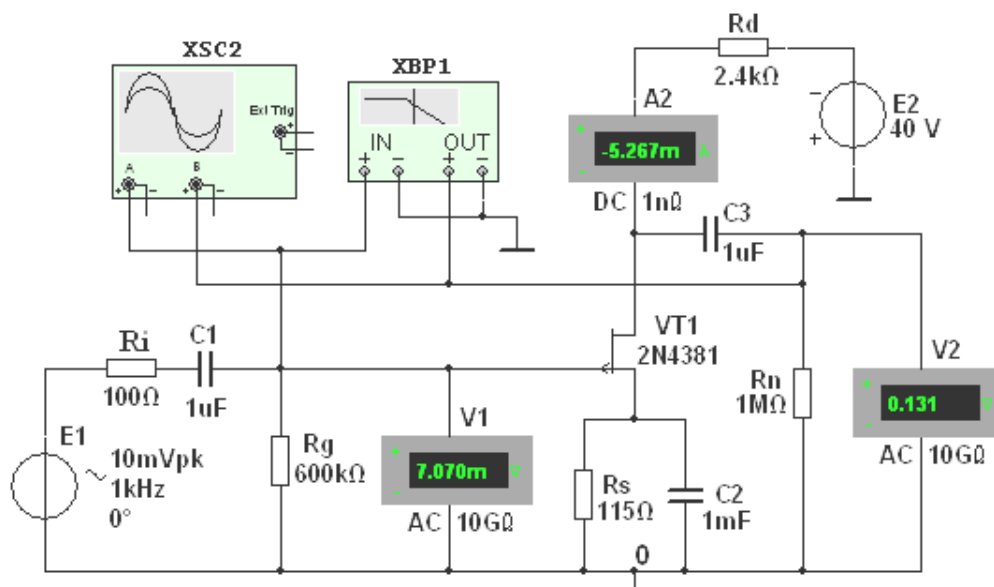 XSC2
Ext Trig
+
-
A
B
+ - + -
XBP1
IN OUT
+ - + -
Rd
2.4kΩ
A2
+
-
-5.267m A
DC 1nΩ
E2
40 V
-
+
C3
1uF
VT1
2N4381
Ri
100Ω
C1
1uF
E1
10mVpk
1kHz
0°
Rg
600kΩ
V1
+
-
7.070m V
AC 10GΩ
Rs
115Ω
C2
1mF
Rn
1MΩ
V2
+
-
0.131 V
AC 10GΩ
0